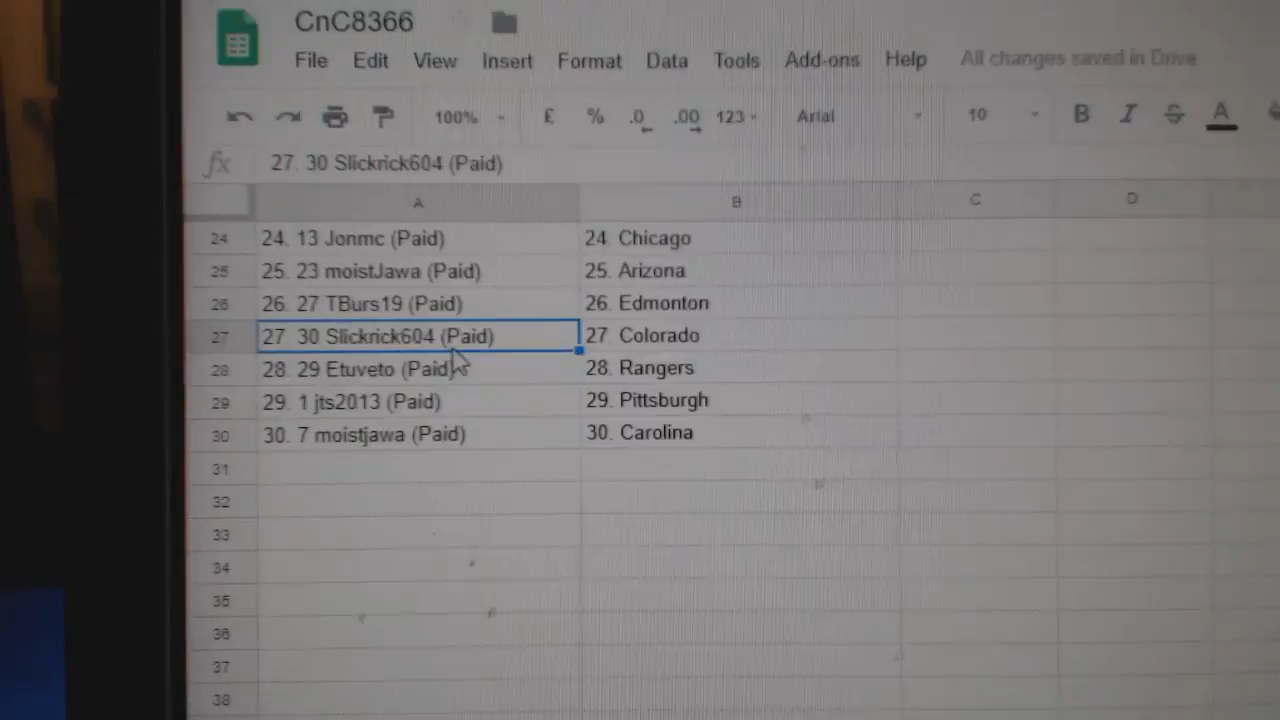 CnC8366
File Edit View Insert Format Data Tools Add-ons Help All changes saved in Drive
100% £ % .0 .00 123 Arial 10 B I S A
fx 27. 30 Slickrick604 (Paid)
A B C D
24 24. 13 Jonmc (Paid) 24. Chicago
25 25. 23 moistJawa (Paid) 25. Arizona
26 26. 27 TBurs19 (Paid) 26. Edmonton
27 27. 30 Slickrick604 (Paid) 27. Colorado
28 28. 29 Etuveto (Paid) 28. Rangers
29 29. 1 jts2013 (Paid) 29. Pittsburgh
30 30. 7 moistjawa (Paid) 30. Carolina
31
32
33
34
35
36
37
38